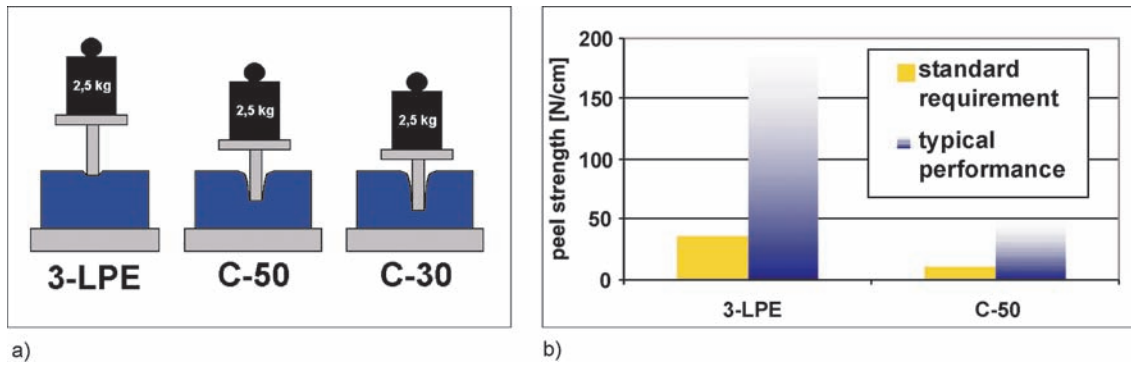 2,5 kg
2,5 kg
2,5 kg
3-LPE
C-50
C-30
a)
peel strength [N/cm]
200
150
100
50
0
standard
requirement
typical
performance
3-LPE
C-50
b)